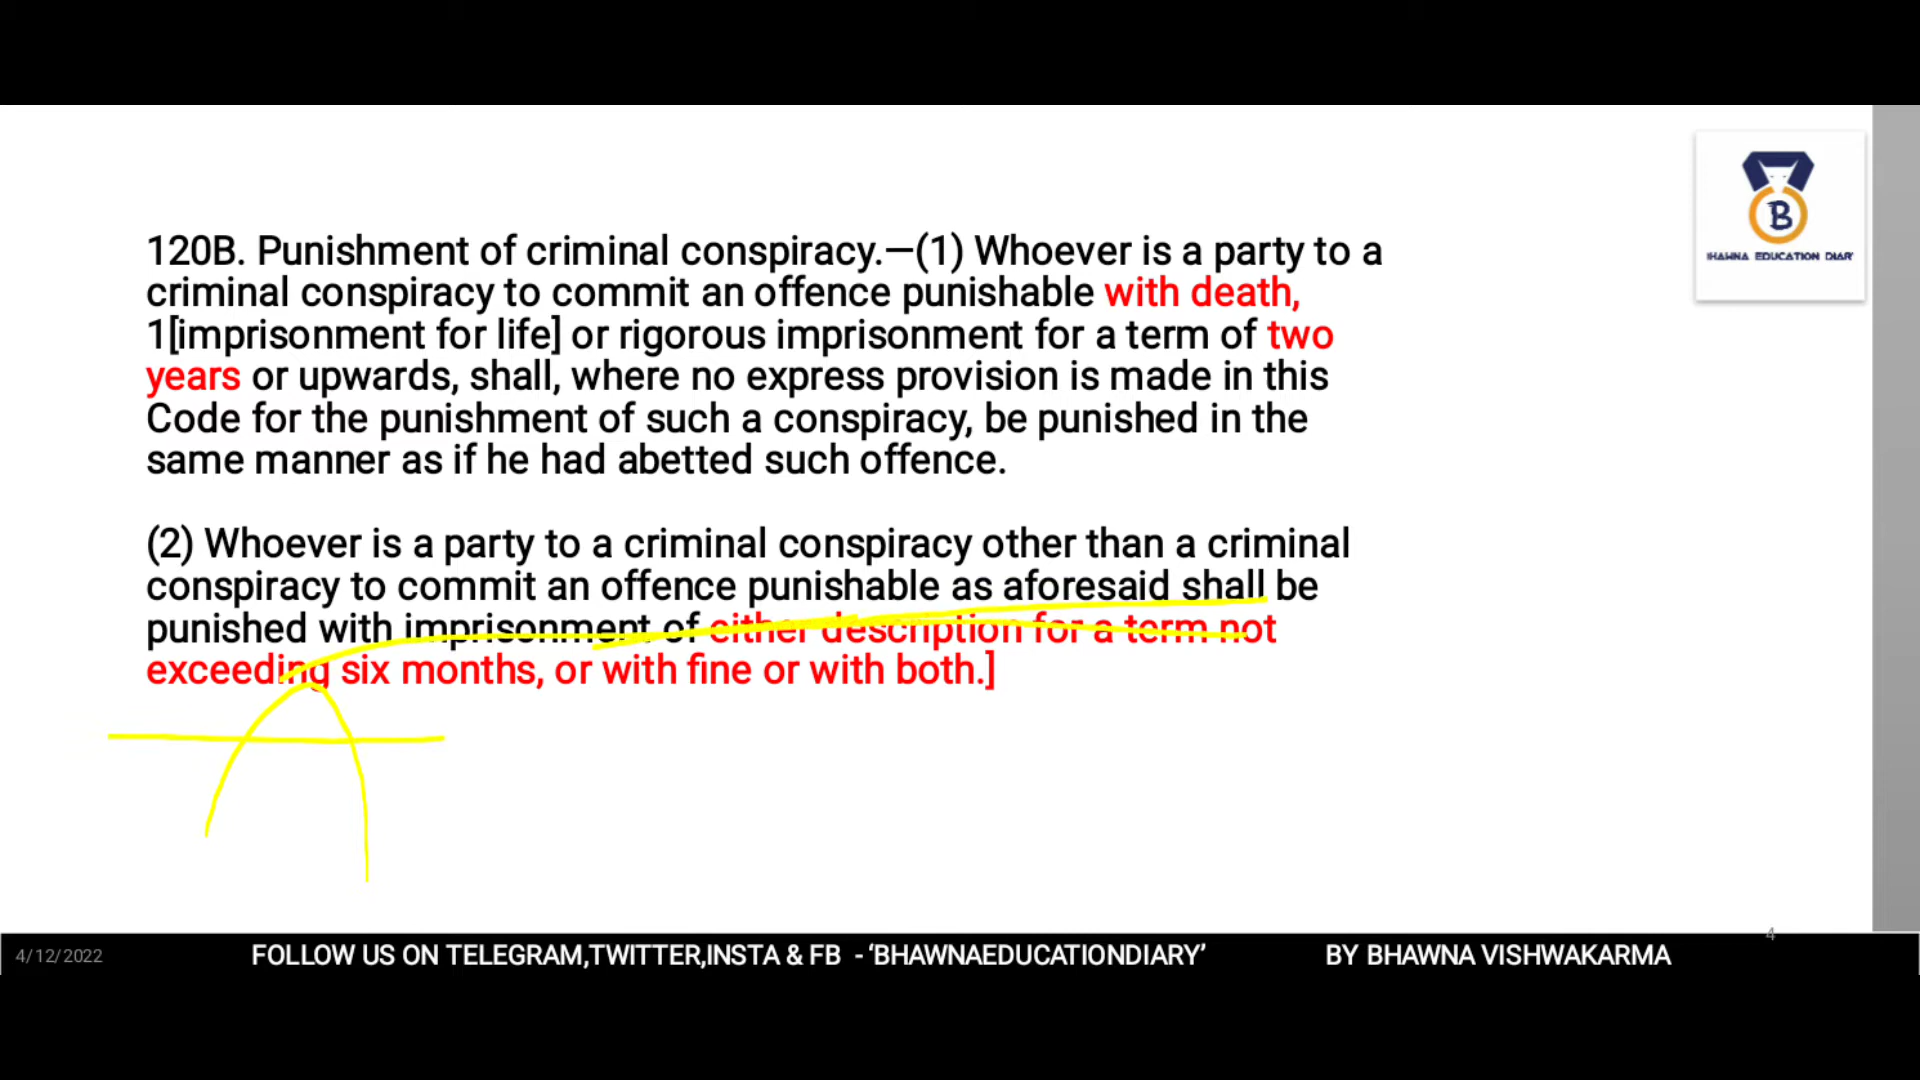 120B. Punishment of criminal conspiracy.—(1) Whoever is a party to a
criminal conspiracy to commit an offence punishable with death,
1[imprisonment for life] or rigorous imprisonment for a term of two
years or upwards, shall, where no express provision is made in this
Code for the punishment of such a conspiracy, be punished in the
same manner as if he had abetted such offence.
(2) Whoever is a party to a criminal conspiracy other than a criminal
conspiracy to commit an offence punishable as aforesaid shall be
punished with imprisonment of either description for a term not
exceeding six months, or with fine or with both.]
B
BHAWNA EDUCATION DIARY
4
4/12/2022 FOLLOW US ON TELEGRAM,TWITTER,INSTA & FB - ‘BHAWNAEDUCATIONDIARY’ BY BHAWNA VISHWAKARMA